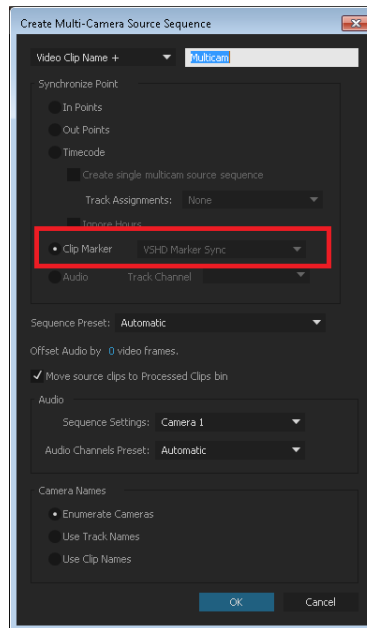 Create Multi-Camera Source Sequence
Video Clip Name + Multicam
Synchronize Point
In Points
Out Points
Timecode
Create single multicam source sequence
Track Assignments: None
Ignore Hours
Clip Marker VSHD Marker Sync
Audio Track Channel
Sequence Preset: Automatic
Offset Audio by 0 video frames.
Move source clips to Processed Clips bin
Audio
Sequence Settings: Camera 1
Audio Channels Preset: Automatic
Camera Names
Enumerate Cameras
Use Track Names
Use Clip Names
OK Cancel